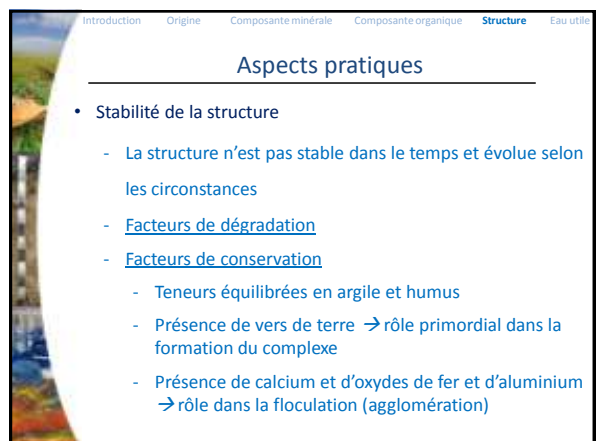 Introduction Origine Composante minérale Composante organique Structure Eau utile
Aspects pratiques
• Stabilité de la structure
- La structure n'est pas stable dans le temps et évolue selon
les circonstances
- Facteurs de dégradation
- Facteurs de conservation
- Teneurs équilibrées en argile et humus
- Présence de vers de terre → rôle primordial dans la
formation du complexe
- Présence de calcium et d'oxydes de fer et d'aluminium
→ rôle dans la floculation (agglomération)